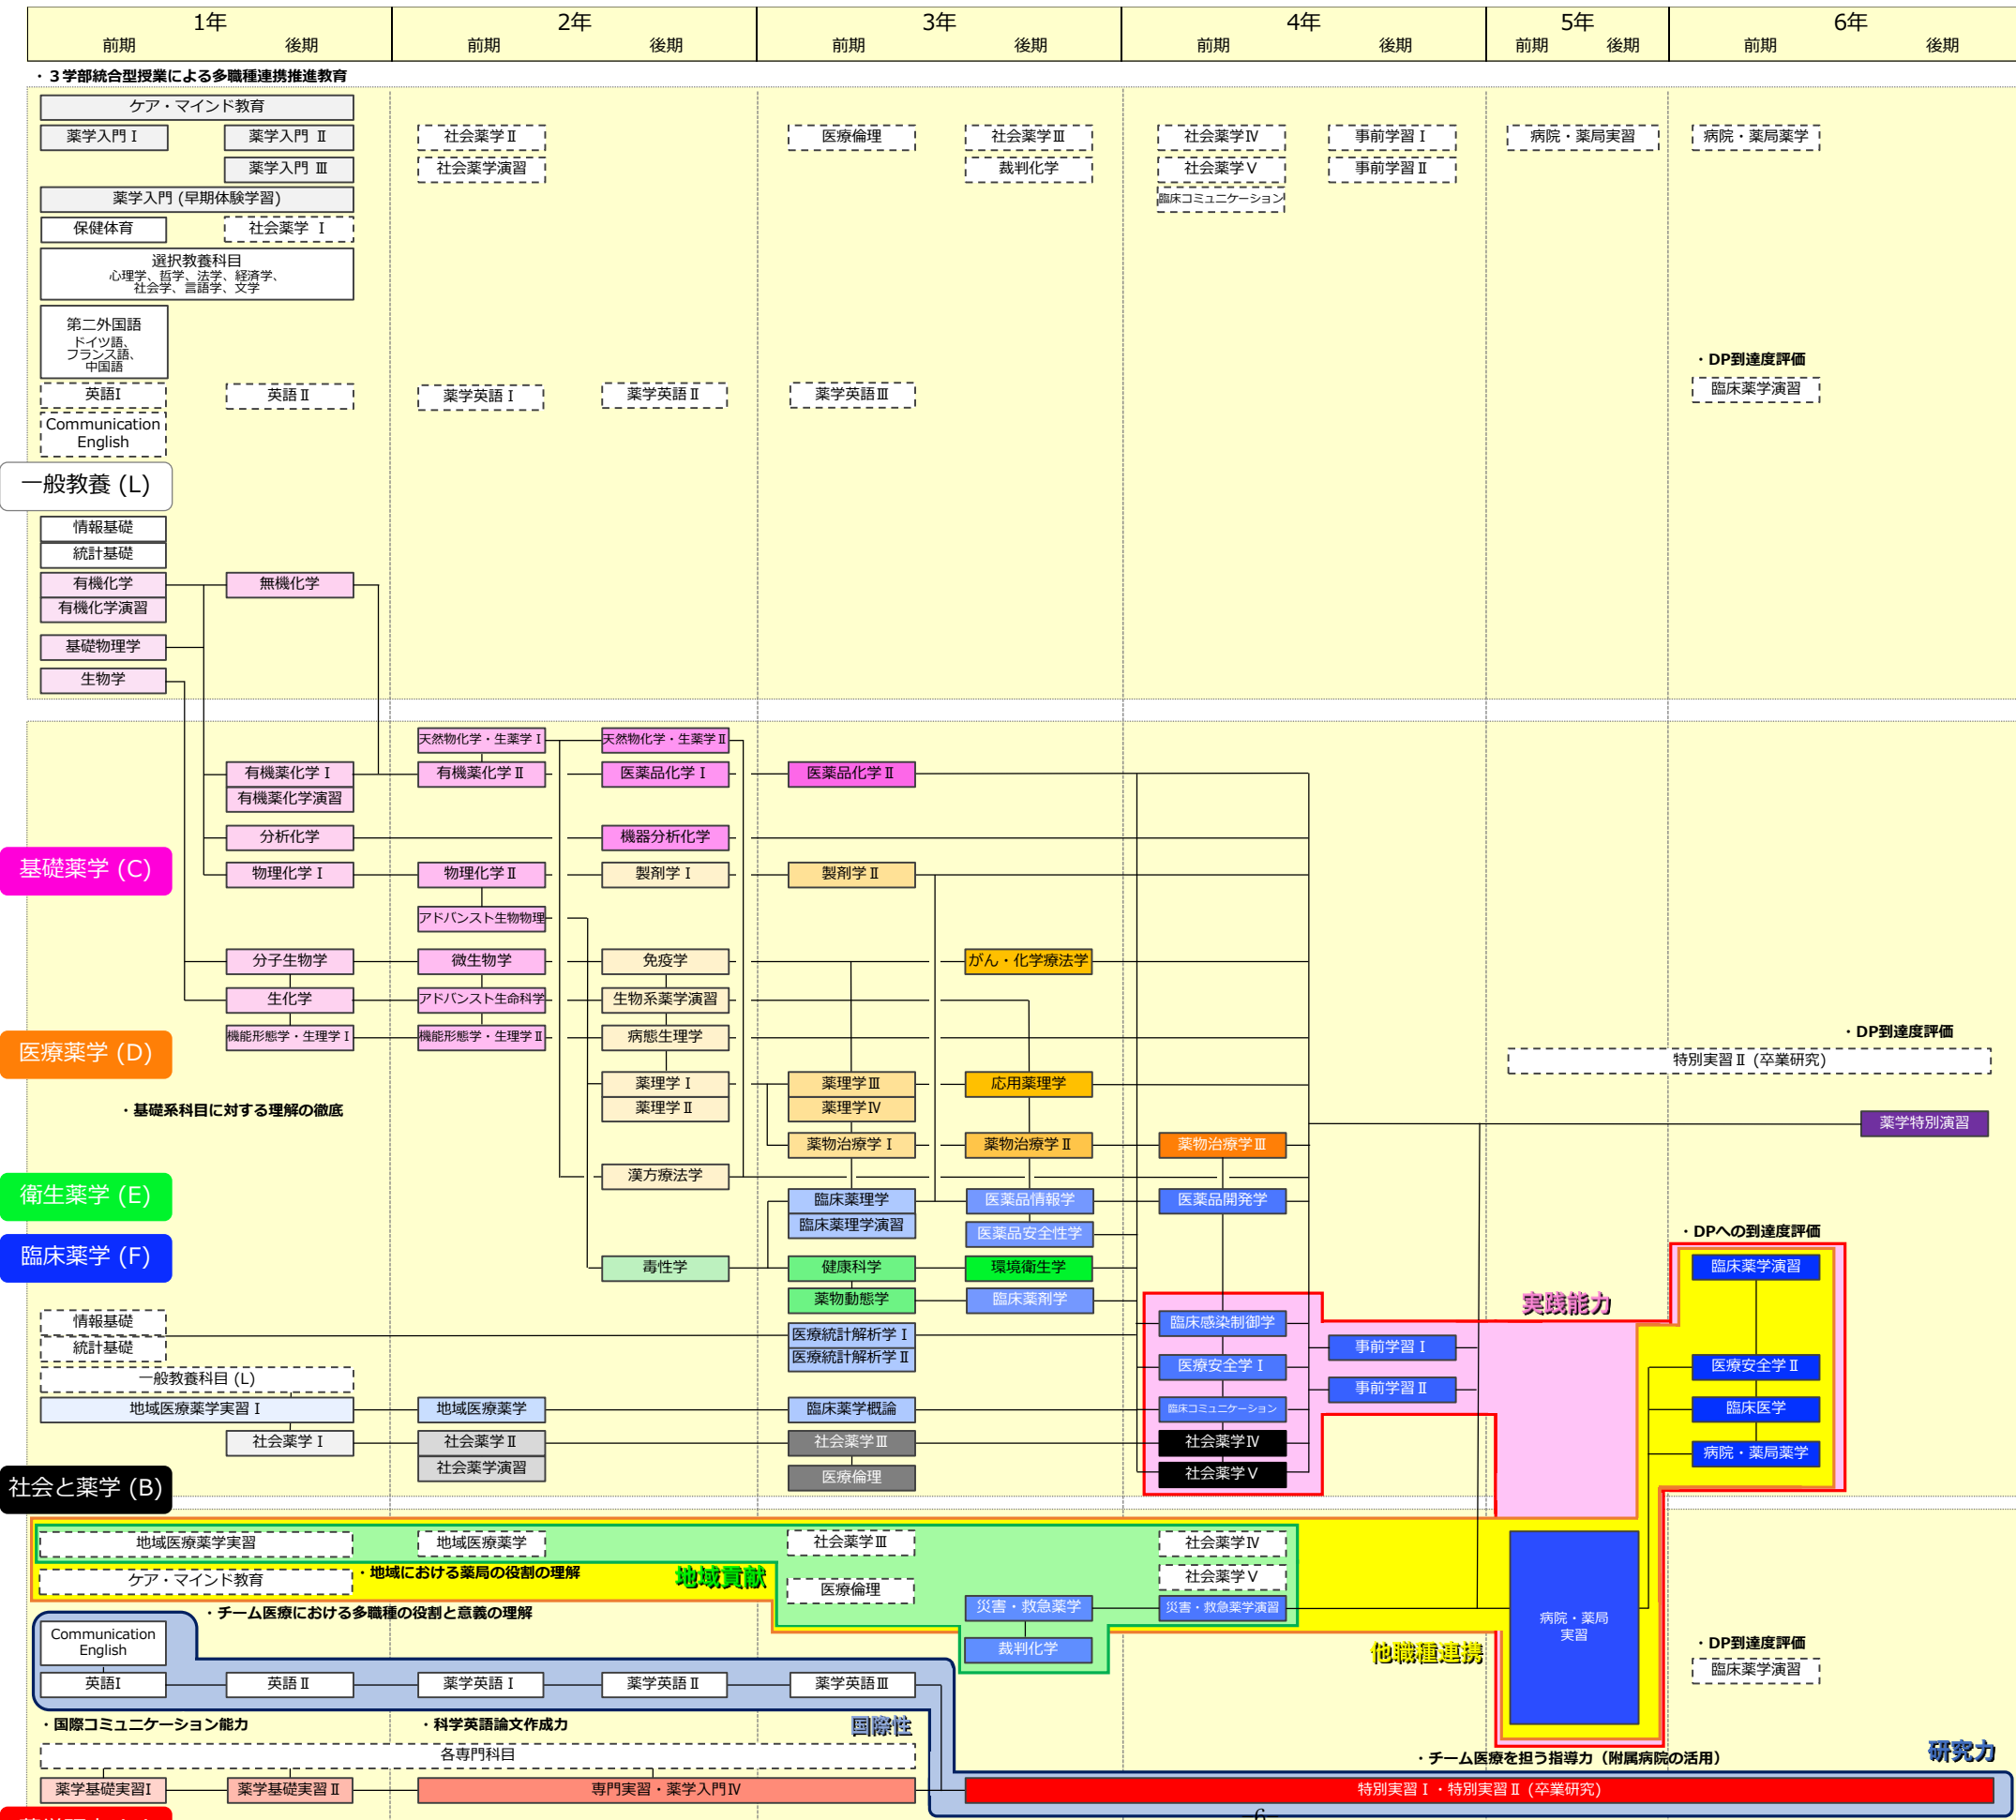 1年 2年 3年 4年 5年 6年
前期 後期 前期 後期 前期 後期 前期 後期 前期 後期 前期 後期
・３学部統合型授業による多職種連携推進教育
ケア・マインド教育
薬学入門Ⅰ 薬学入門 Ⅱ 社会薬学Ⅱ 医療倫理 社会薬学Ⅲ 社会薬学Ⅳ 事前学習Ⅰ 病院・薬局実習 病院・薬局薬学
薬学入門 Ⅲ 社会薬学演習 裁判化学 社会薬学Ⅴ 事前学習Ⅱ
薬学入門 (早期体験学習) 臨床コミュニケーション
保健体育 社会薬学 Ⅰ
選択教養科目
心理学、哲学、法学、経済学、
社会学、言語学、文学
第二外国語
ドイツ語、
フランス語、
中国語
・DP到達度評価
英語Ⅰ 英語Ⅱ 薬学英語Ⅰ 薬学英語Ⅱ 薬学英語Ⅲ 臨床薬学演習
Communication
English
一般教養 (L)
情報基礎
統計基礎
有機化学 無機化学
有機化学演習
基礎物理学
生物学
天然物化学・生薬学Ⅰ 天然物化学・生薬学Ⅱ
有機薬化学Ⅰ 有機薬化学Ⅱ 医薬品化学Ⅰ 医薬品化学Ⅱ
有機薬化学演習
分析化学 機器分析化学
基礎薬学 (C)
物理化学Ⅰ 物理化学Ⅱ 製剤学Ⅰ 製剤学Ⅱ
アドバンスト生物物理
分子生物学 微生物学 免疫学 がん・化学療法学
生化学 アドバンスト生命科学 生物系薬学演習
機能形態学・生理学Ⅰ 機能形態学・生理学Ⅱ 病態生理学 ・DP到達度評価
医療薬学 (D)
特別実習Ⅱ (卒業研究)
薬理学Ⅰ 薬理学Ⅲ 応用薬理学
・基礎系科目に対する理解の徹底 薬理学Ⅱ 薬理学Ⅳ
薬学特別演習
薬物治療学Ⅰ 薬物治療学Ⅱ 薬物治療学Ⅲ
漢方療法学
衛生薬学 (E)
臨床薬理学 医薬品情報学 医薬品開発学
臨床薬理学演習 医薬品安全性学 ・DPへの到達度評価
臨床薬学 (F)
毒性学 健康科学 環境衛生学 臨床薬学演習
薬物動態学 臨床薬剤学 実践能力
情報基礎 臨床感染制御学
統計基礎 医療統計解析学Ⅰ 事前学習Ⅰ
医療統計解析学Ⅱ 医療安全学Ⅰ 医療安全学Ⅱ
一般教養科目 (L) 事前学習Ⅱ
地域医療薬学実習Ⅰ 地域医療薬学 臨床薬学概論 臨床コミュニケーション 臨床医学
社会薬学Ⅰ 社会薬学Ⅱ 社会薬学Ⅲ 社会薬学Ⅳ 病院・薬局薬学
社会薬学演習 医療倫理 社会薬学Ⅴ
社会と薬学 (B)
地域医療薬学実習 地域医療薬学 社会薬学Ⅲ 社会薬学Ⅳ
ケア・マインド教育 ・地域における薬局の役割の理解 地域貢献 医療倫理 社会薬学Ⅴ
・チーム医療における多職種の役割と意義の理解 災害・救急薬学 災害・救急薬学演習 病院・薬局
実習
Communication
English
裁判化学 他職種連携 ・DP到達度評価
英語Ⅰ 英語Ⅱ 薬学英語Ⅰ 薬学英語Ⅱ 薬学英語Ⅲ 臨床薬学演習
・国際コミュニケーション能力 ・科学英語論文作成力 国際性
各専門科目 ・チーム医療を担う指導力（附属病院の活用） 研究力
薬学基礎実習Ⅰ 薬学基礎実習Ⅱ 専門実習・薬学入門Ⅳ 特別実習Ⅰ・特別実習Ⅱ (卒業研究)